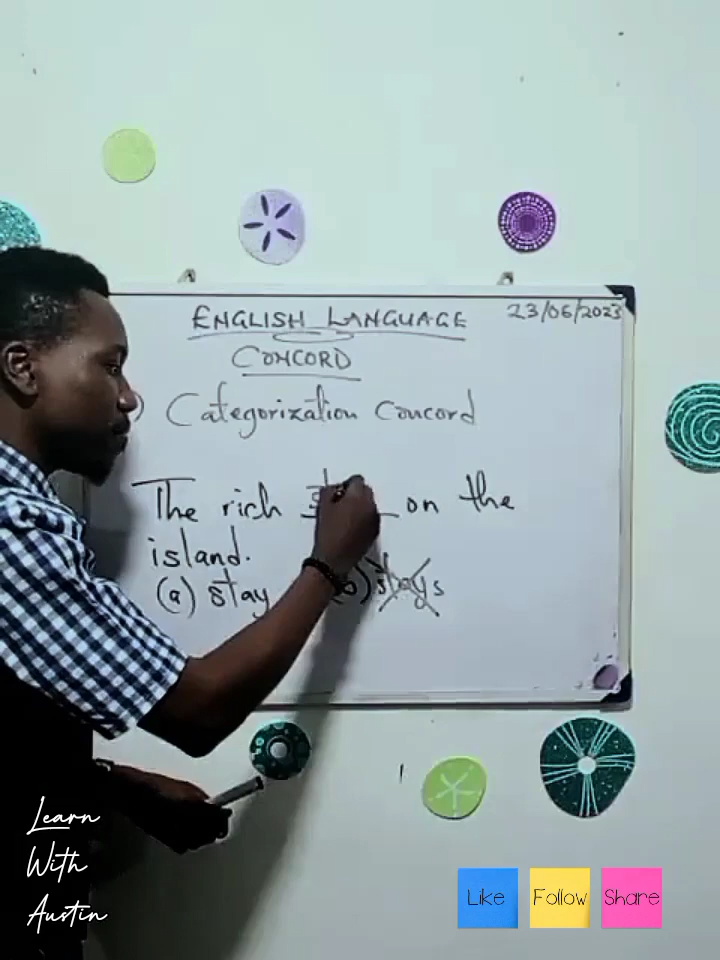 ENGLISH LANGUAGE
23/06/2023
CONCORD
) Categorization Concord
The rich on the
island.
(a) stay (b) stays
Learn
With
Austin
Like Follow Share